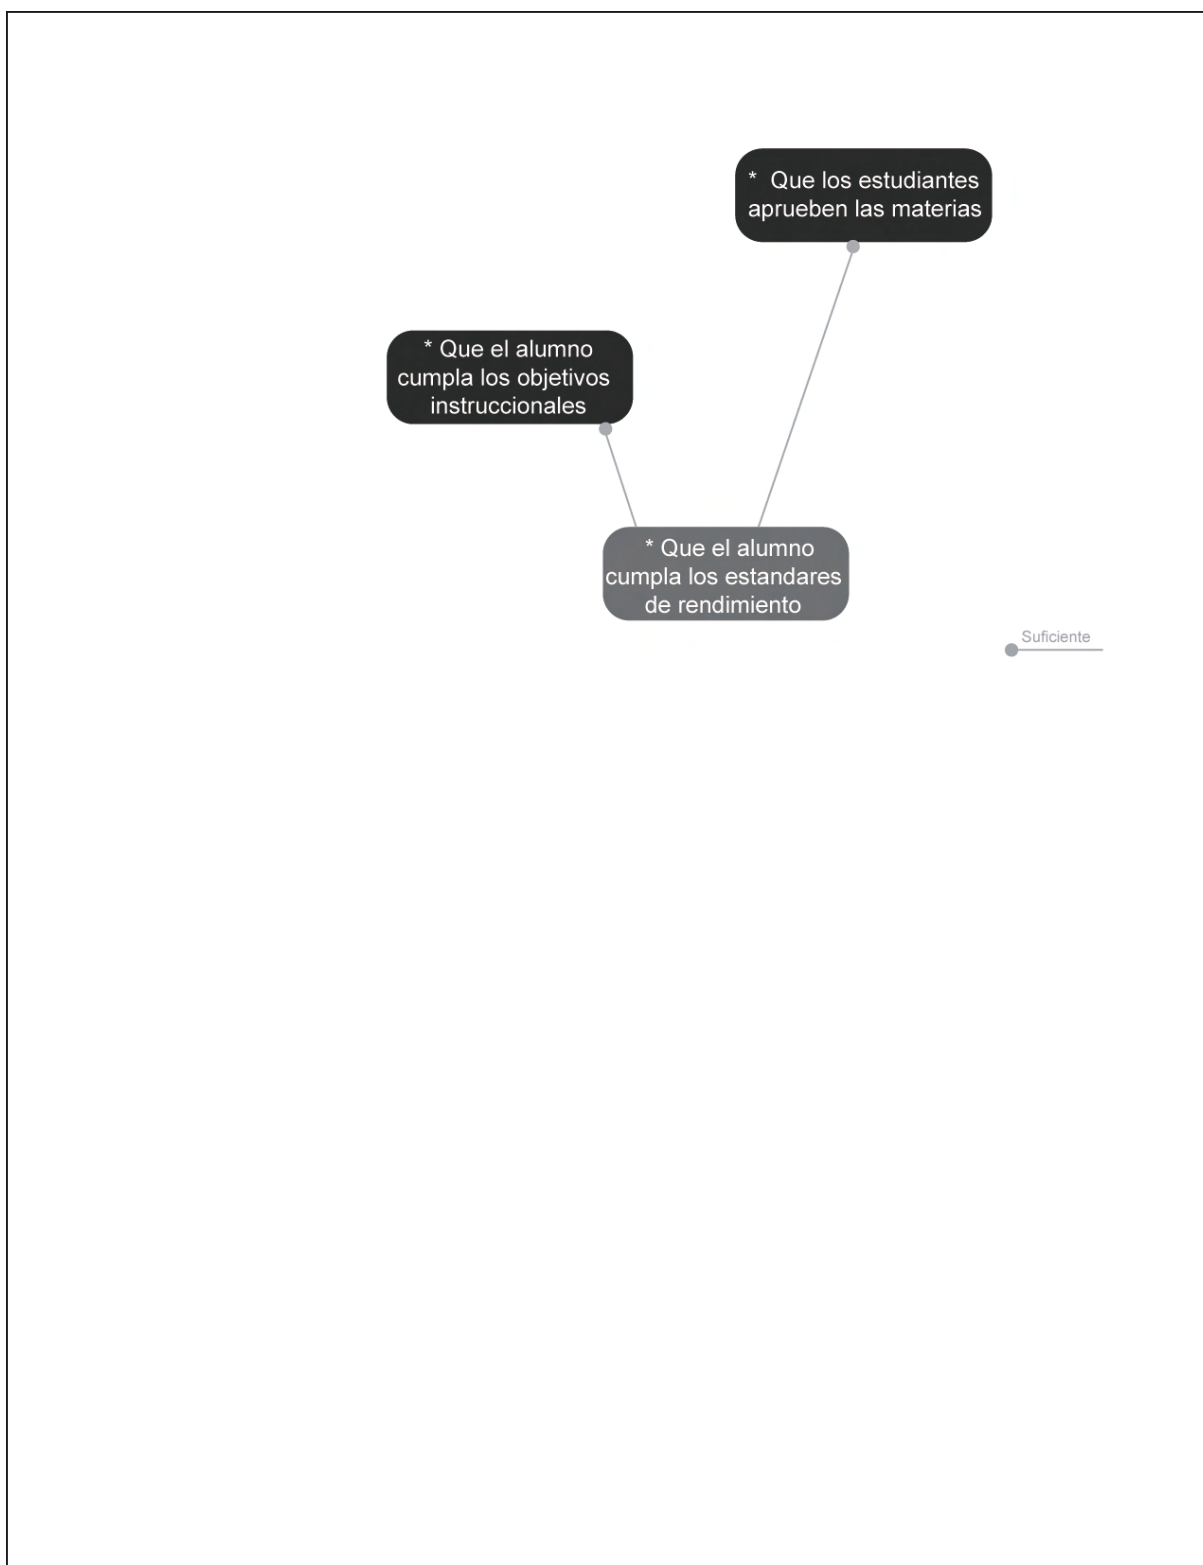 * Que los estudiantes
aprueben las materias
* Que el alumno
cumpla los objetivos
instruccionales
* Que el alumno
cumpla los estandares
de rendimiento
Suficiente